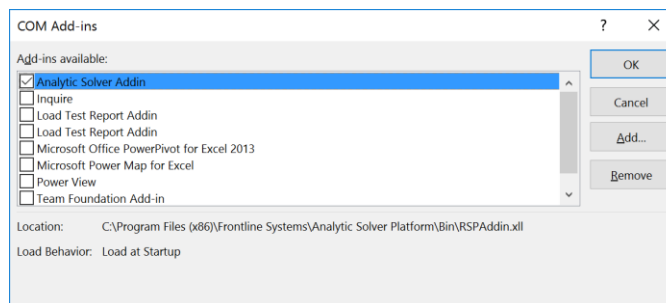 COM Add-ins
?
Add-ins available:
Analytic Solver Addin
Inquire
Load Test Report Addin
Load Test Report Addin
Microsoft Office PowerPivot for Excel 2013
Microsoft Power Map for Excel
Power View
Team Foundation Add-in
OK
Cancel
Add...
Remove
Location: C:\Program Files (x86)\Frontline Systems\Analytic Solver Platform\Bin\RSPAddin.xll
Load Behavior: Load at Startup